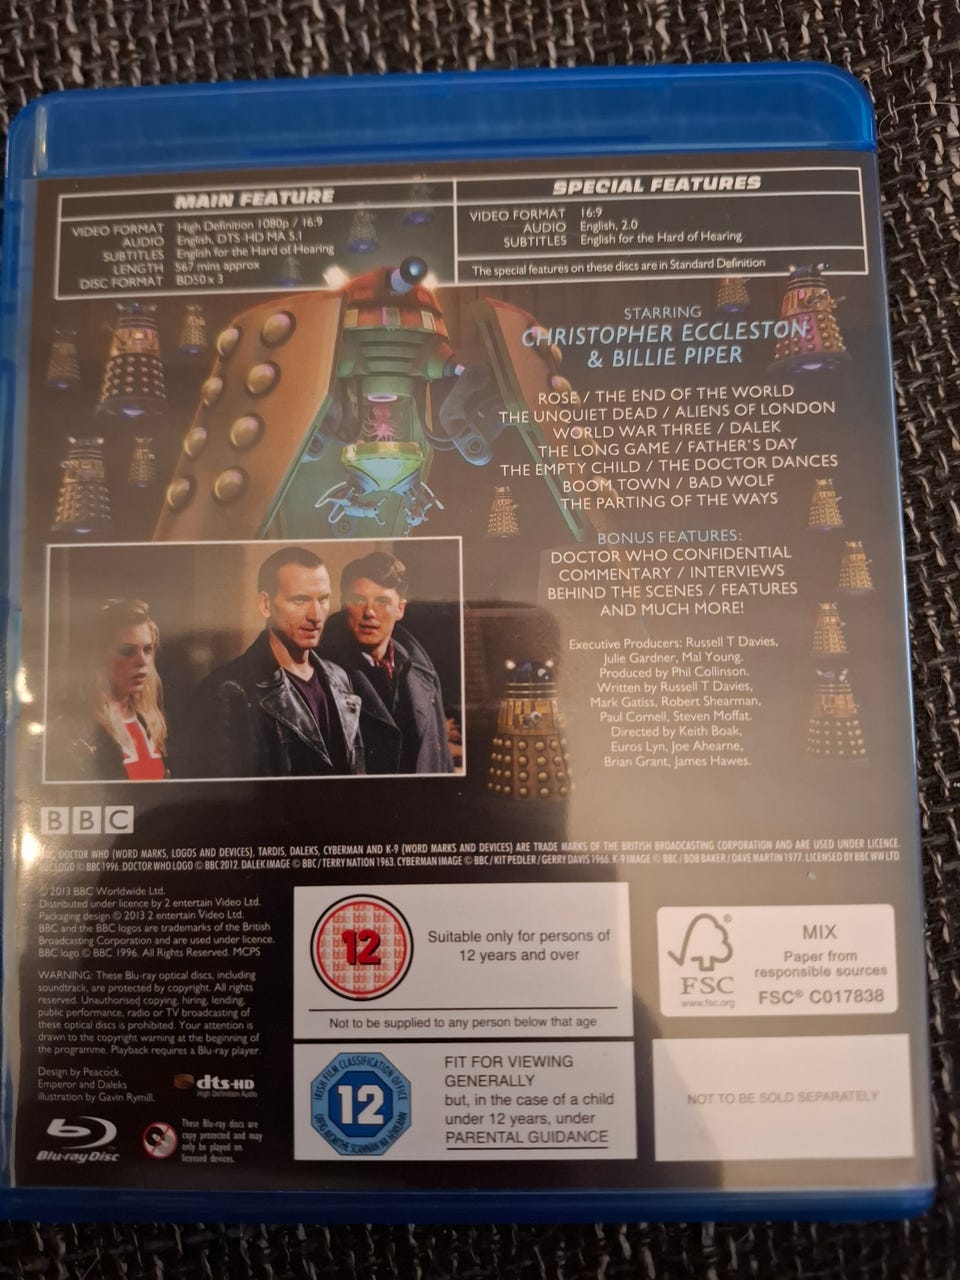 MAIN FEATURE
VIDEO FORMAT High Definition 1080p / 16:9
AUDIO English, DTS-HD MA 5.1
SUBTITLES English for the Hard of Hearing
LENGTH 567 mins approx
DISC FORMAT BD50 x 3
SPECIAL FEATURES
VIDEO FORMAT 16:9
AUDIO English, 2.0
SUBTITLES English for the Hard of Hearing
The special features on these discs are in Standard Definition
STARRING
CHRISTOPHER ECCLESTON
& BILLIE PIPER
ROSE / THE END OF THE WORLD
THE UNQUIET DEAD / ALIENS OF LONDON
WORLD WAR THREE / DALEK
THE LONG GAME / FATHER'S DAY
THE EMPTY CHILD / THE DOCTOR DANCES
BOOM TOWN / BAD WOLF
THE PARTING OF THE WAYS
BONUS FEATURES:
DOCTOR WHO CONFIDENTIAL
COMMENTARY / INTERVIEWS
BEHIND THE SCENES / FEATURES
AND MUCH MORE!
Executive Producers: Russell T Davies,
Julie Gardner, Mal Young.
Produced by Phil Collinson.
Written by Russell T Davies,
Mark Gatiss, Robert Shearman,
Paul Cornell, Steven Moffat.
Directed by Keith Boak,
Euros Lyn, Joe Ahearne,
Brian Grant, James Hawes.
BBC
BBC, DOCTOR WHO (WORD MARKS, LOGOS AND DEVICES), TARDIS, DALEKS, CYBERMAN AND K-9 (WORD MARKS AND DEVICES) ARE TRADE MARKS OF THE BRITISH BROADCASTING CORPORATION AND ARE USED UNDER LICENCE.
BBC LOGO © BBC 1996. DOCTOR WHO LOGO © BBC 2012. DALEK IMAGE © BBC / TERRY NATION 1963. CYBERMAN IMAGE © BBC / KIT PEDLER / GERRY DAVIS 1966. K-9 IMAGE © BBC / BOB BAKER / DAVE MARTIN 1977. LICENSED BY BBC WW LTD.
© 2013 BBC Worldwide Ltd.
Distributed under licence by 2 entertain Video Ltd.
Packaging design © 2013 2 entertain Video Ltd.
BBC and the BBC logos are trademarks of the British
Broadcasting Corporation and are used under licence.
BBC logo © BBC 1996. All Rights Reserved. MCPS
WARNING: These Blu-ray optical discs, including
soundtrack, are protected by copyright. All rights
reserved. Unauthorised copying, hiring, lending,
public performance, radio or TV broadcasting of
these optical discs is prohibited. Your attention is
drawn to the copyright warning at the beginning of
the programme. Playback requires a Blu-ray player.
Design by Peacock.
Emperor and Daleks
illustration by Gavin Rymill.
dts-HD
High Definition Audio
Blu-ray Disc
These Blu-ray discs are
copy protected and may
only be played on
licensed devices.
12
Suitable only for persons of
12 years and over
Not to be supplied to any person below that age
IRISH FILM CLASSIFICATION OFFICE
12
FIT FOR VIEWING
GENERALLY
but, in the case of a child
under 12 years, under
PARENTAL GUIDANCE
FSC
www.fsc.org
MIX
Paper from
responsible sources
FSC® C017838
NOT TO BE SOLD SEPARATELY